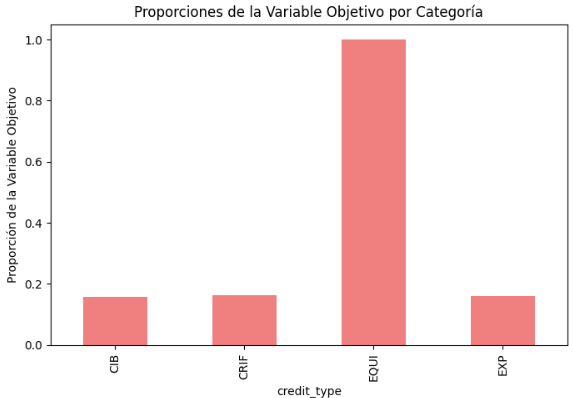 Proporciones de la Variable Objetivo por Categoría
Proporción de la Variable Objetivo
1.0
0.8
0.6
0.4
0.2
0.0
CIB
CRIF
EQUI
EXP
credit_type